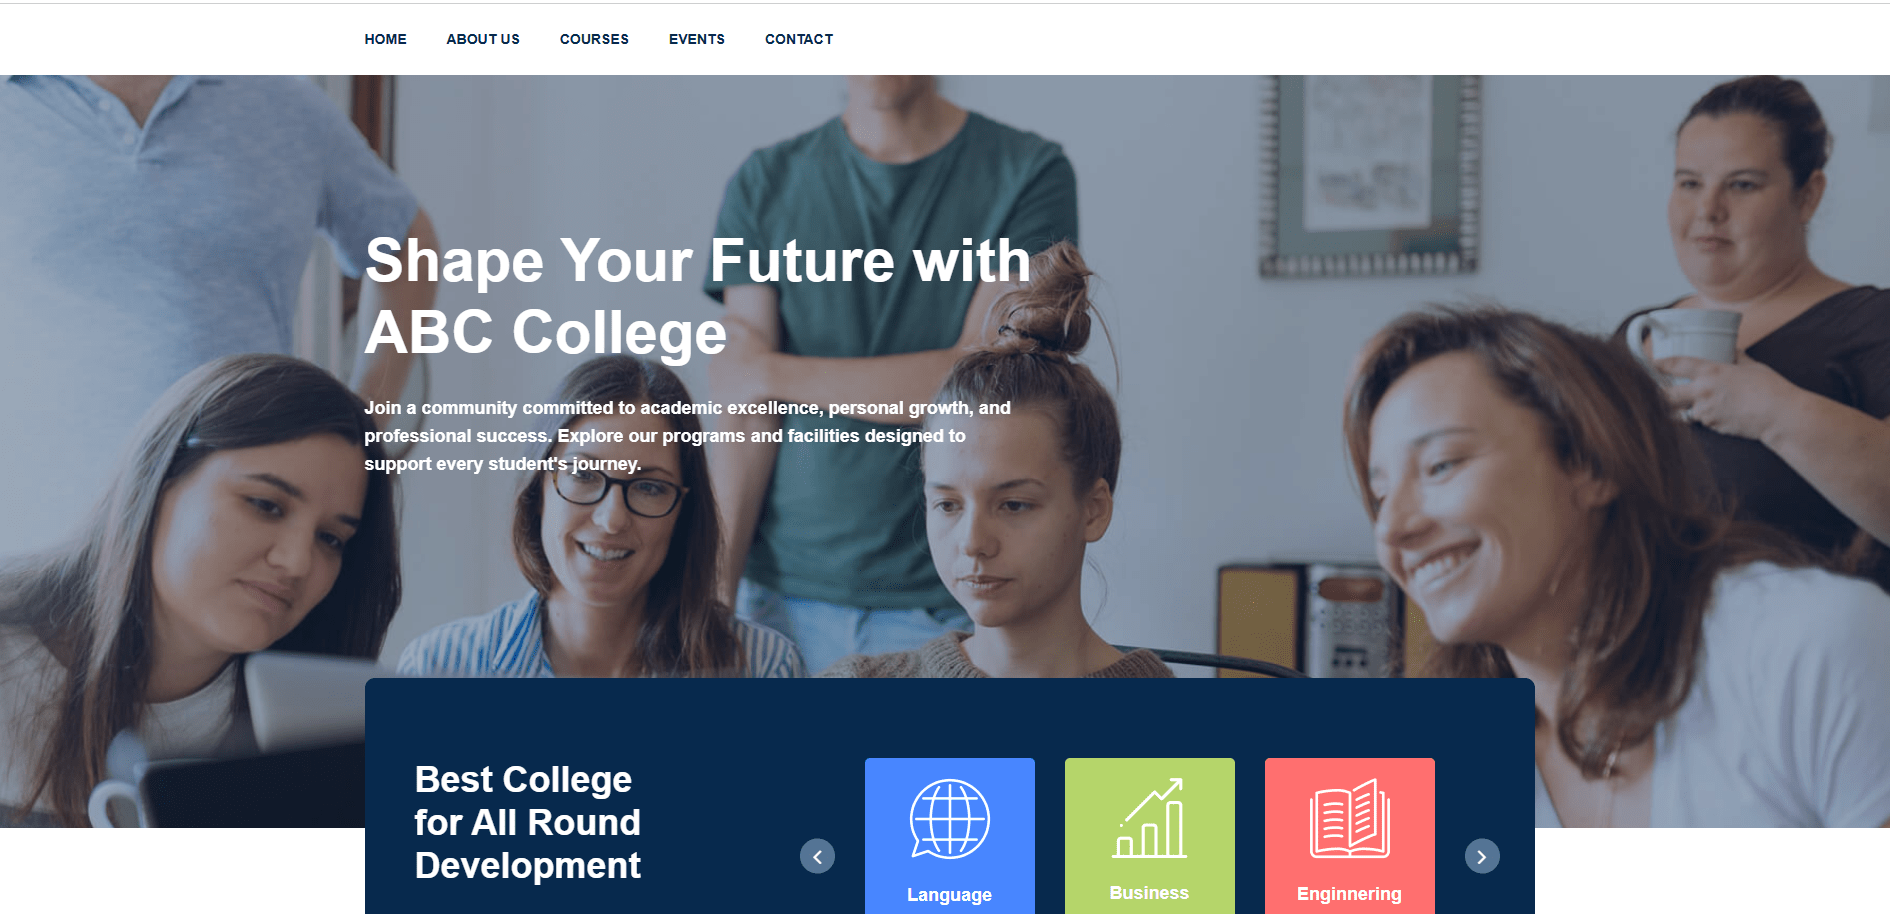 HOME ABOUT US COURSES EVENTS CONTACT
Shape Your Future with
ABC College
Join a community committed to academic excellence, personal growth, and
professional success. Explore our programs and facilities designed to
support every student's journey.
Best College
for All Round
Development
Language
Business
Enginnering